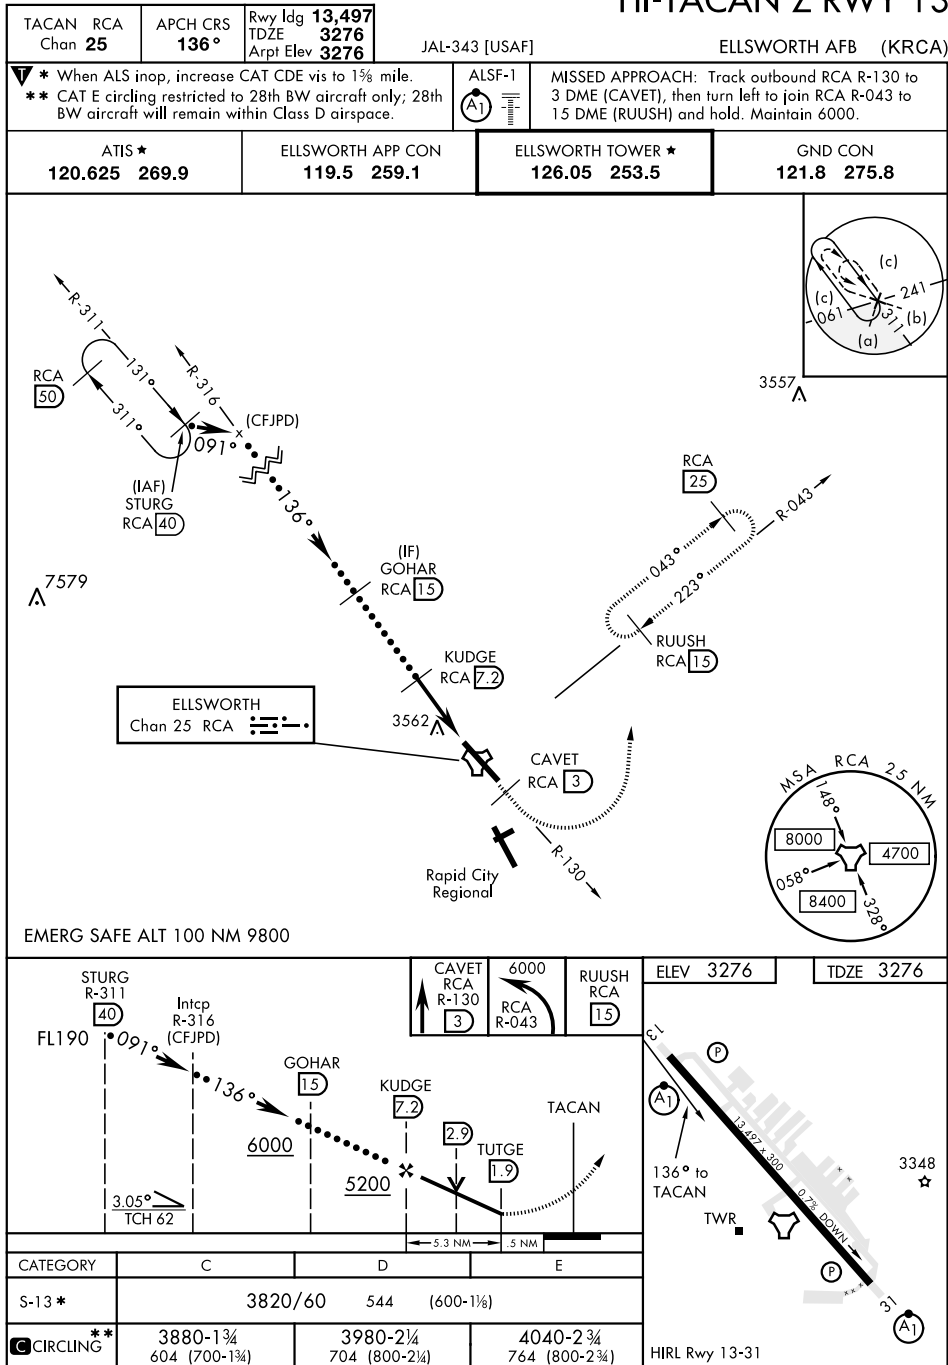 HI-TACAN Z RWY 13
TACAN RCA
Chan 25
APCH CRS
136°
Rwy ldg 13,497
TDZE 3276
Arpt Elev 3276
JAL-343 [USAF]
ELLSWORTH AFB (KRCA)
T * When ALS inop, increase CAT CDE vis to 1⅝ mile.
** CAT E circling restricted to 28th BW aircraft only; 28th
BW aircraft will remain within Class D airspace.
ALSF-1
A1
MISSED APPROACH: Track outbound RCA R-130 to
3 DME (CAVET), then turn left to join RCA R-043 to
15 DME (RUUSH) and hold. Maintain 6000.
ATIS ★
120.625 269.9
ELLSWORTH APP CON
119.5 259.1
ELLSWORTH TOWER ★
126.05 253.5
GND CON
121.8 275.8
(c)
(c)
241
061
(b)
311
(a)
R-311
131°
311°
RCA
50
R-316
(CFJPD)
091°
(IAF)
STURG
RCA 40
3557
RCA
25
R-043
043°
223°
RUUSH
RCA 15
136°
(IF)
GOHAR
RCA 15
7579
KUDGE
RCA 7.2
ELLSWORTH
Chan 25 RCA
3562
CAVET
RCA 3
R-130
Rapid City
Regional
MSA RCA 25 NM
148°
8000
4700
058°
8400
328°
EMERG SAFE ALT 100 NM 9800
STURG
R-311
40
FL190
091°
Intcp
R-316
(CFJPD)
136°
GOHAR
15
6000
KUDGE
7.2
5200
2.9
TUTGE
1.9
TACAN
3.05°
TCH 62
5.3 NM
.5 NM
CAVET
RCA
R-130
3
6000
RCA
R-043
RUUSH
RCA
15
ELEV 3276
TDZE 3276
13
P
A1
13,497 x 300
136° to
TACAN
3348
TWR
0.7% DOWN
P
31
A1
HIRL Rwy 13-31
CATEGORY C D E
S-13 * 3820/60 544 (600-1⅛)
C CIRCLING ** 3880-1¾ 3980-2¼ 4040-2¾
604 (700-1¾) 704 (800-2¼) 764 (800-2¾)